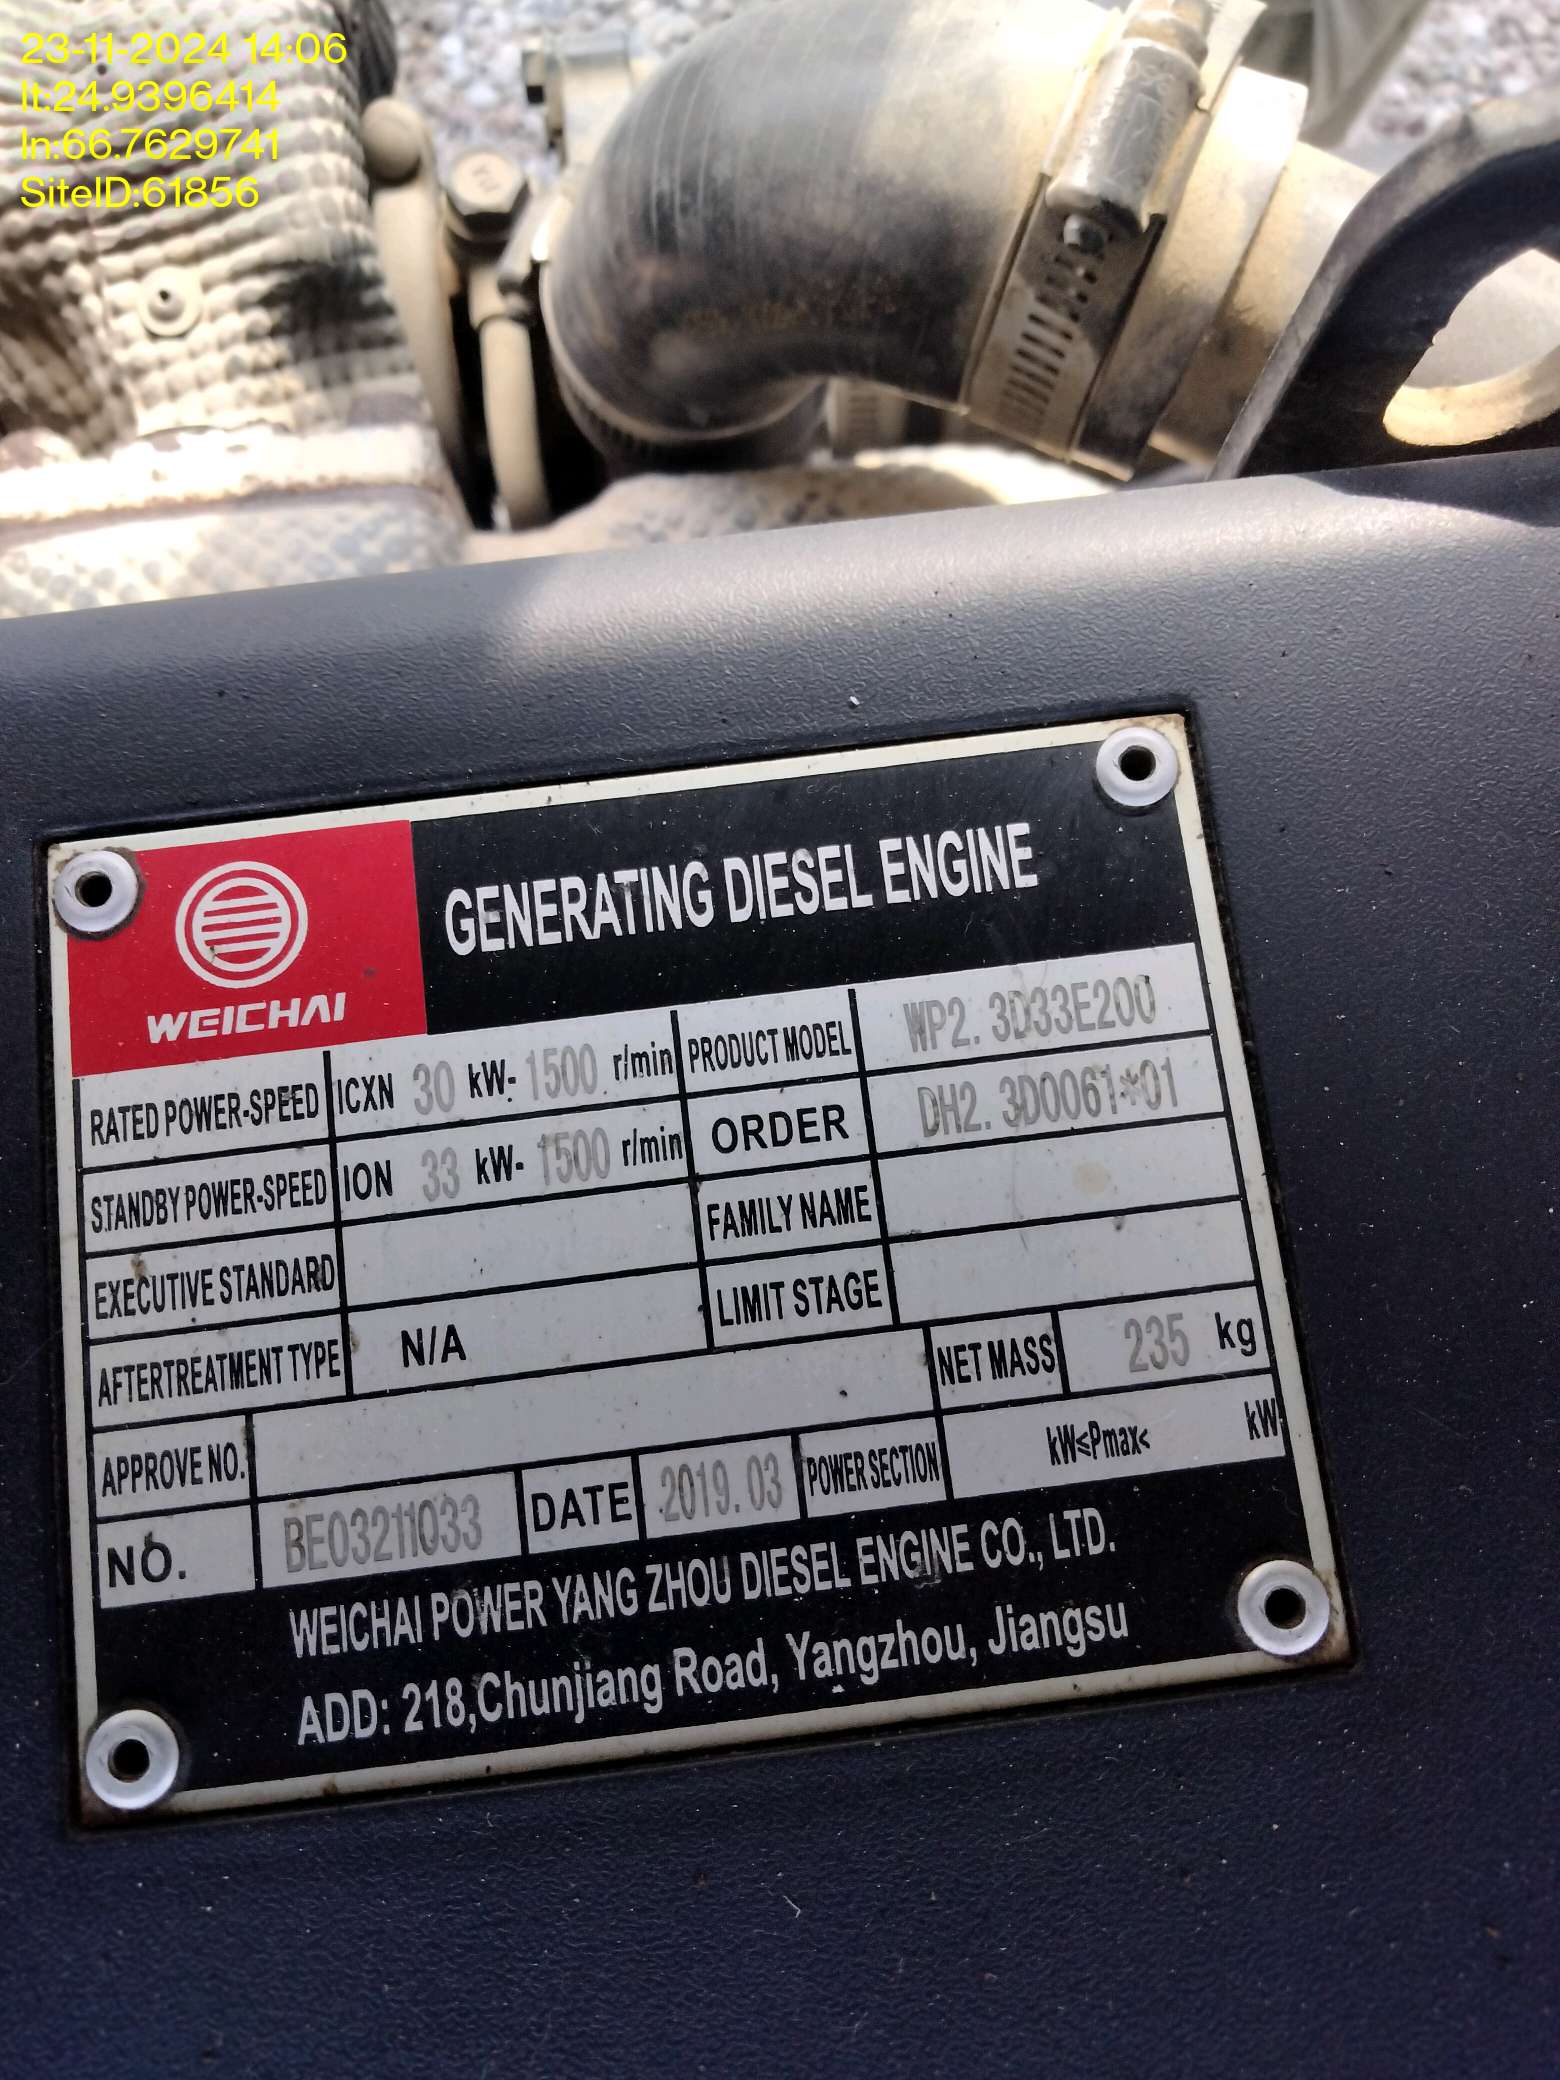 23-11-2024 14:06
lt:24.9396414
ln:66.7629741
SiteID:61856
WEICHAI
GENERATING DIESEL ENGINE
RATED POWER-SPEED ICXN 30 kW- 1500 r/min PRODUCT MODEL WP2. 3D33E200
STANDBY POWER-SPEED ION 33 kW- 1500 r/min ORDER DH2. 3D0061*01
EXECUTIVE STANDARD FAMILY NAME
AFTERTREATMENT TYPE N/A LIMIT STAGE
APPROVE NO. NET MASS 235 kg
NO. BE03211033 DATE 2019. 03 POWER SECTION kW≤Pmax< kW
WEICHAI POWER YANG ZHOU DIESEL ENGINE CO., LTD.
ADD: 218,Chunjiang Road, Yangzhou, Jiangsu